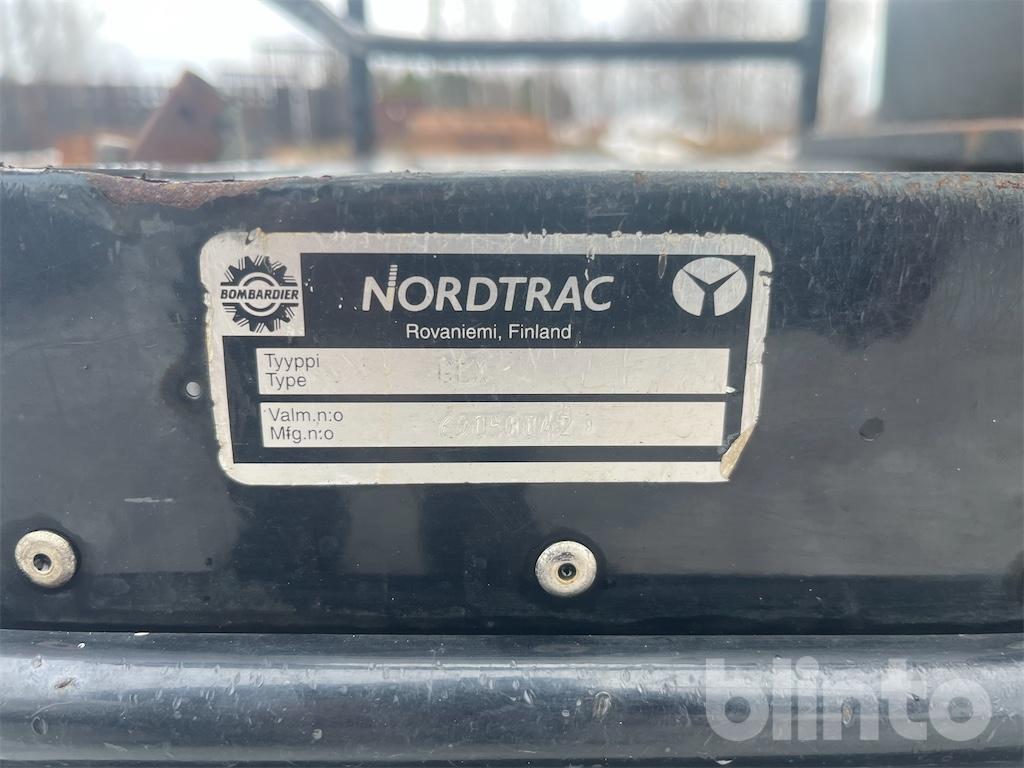 BOMBARDIER
NORDTRAC
Rovaniemi, Finland
Tyyppi
Type
Valm.n:o
Mfg.n:o
blinto